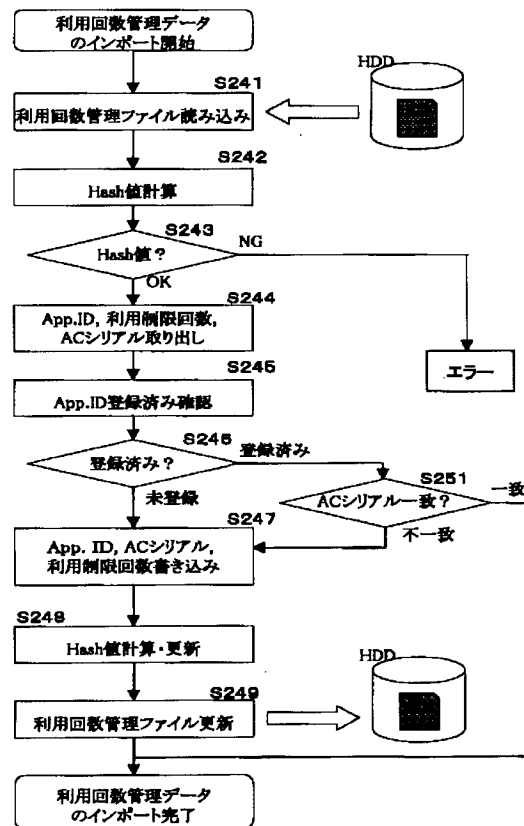 利用回数管理データ
のインポート開始
S241
HDD
利用回数管理ファイル読み込み
S242
Hash値計算
S243
Hash値？
NG
OK
S244
App.ID, 利用制限回数,
ACシリアル取り出し
S245
エラー
App.ID登録済み確認
S246
登録済み
登録済み？
S251
一致
ACシリアル一致？
未登録
S247
不一致
App. ID, ACシリアル,
利用制限回数書き込み
S248
Hash値計算・更新
HDD
S249
利用回数管理ファイル更新
利用回数管理データ
のインポート完了